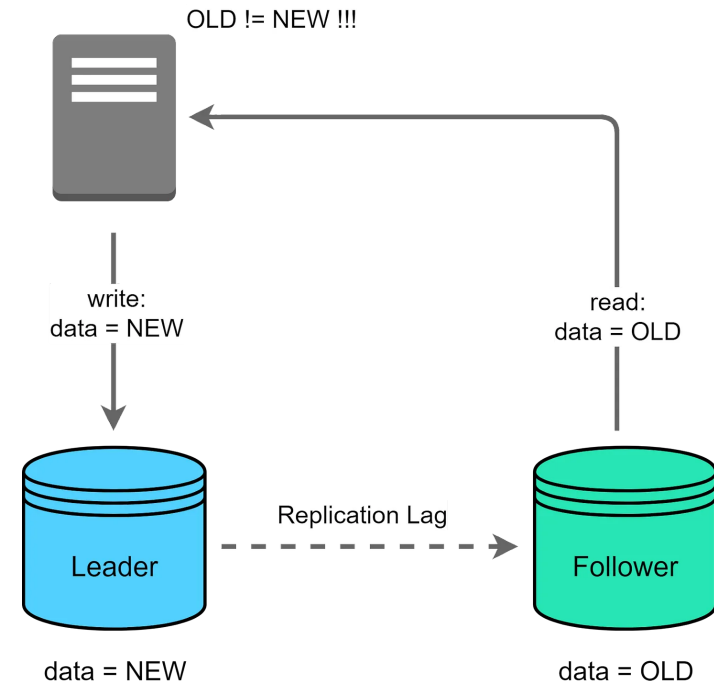 OLD != NEW !!!
write:
data = NEW
read:
data = OLD
Replication Lag
Leader
Follower
data = NEW
data = OLD